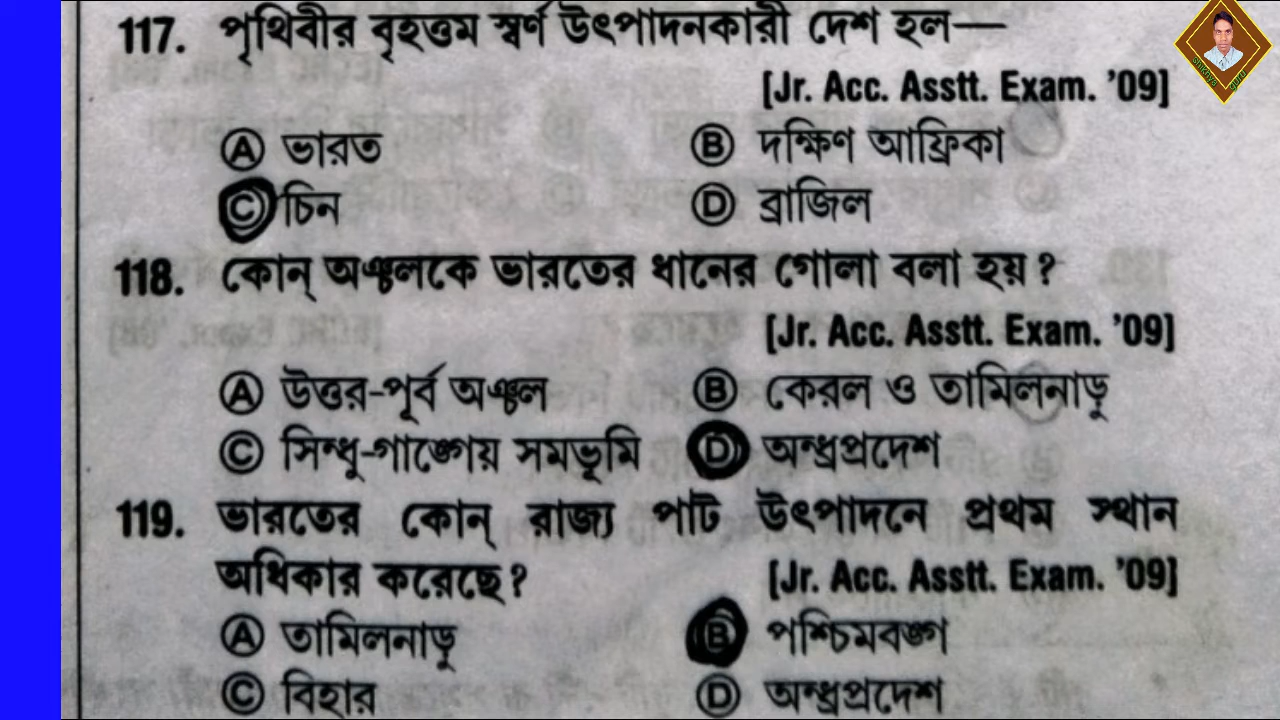 117. পৃথিবীর বৃহত্তম স্বর্ণ উৎপাদনকারী দেশ হল—
[Jr. Acc. Asstt. Exam. '09]
Ⓐ ভারত Ⓑ দক্ষিণ আফ্রিকা
Ⓒ চিন Ⓓ ব্রাজিল
118. কোন্ অঞ্চলকে ভারতের ধানের গোলা বলা হয়?
[Jr. Acc. Asstt. Exam. '09]
Ⓐ উত্তর-পূর্ব অঞ্চল Ⓑ কেরল ও তামিলনাড়ু
Ⓒ সিন্ধু-গাঙ্গেয় সমভূমি Ⓓ অন্ধ্রপ্রদেশ
119. ভারতের কোন্ রাজ্য পাট উৎপাদনে প্রথম স্থান
অধিকার করেছে? [Jr. Acc. Asstt. Exam. '09]
Ⓐ তামিলনাড়ু Ⓑ পশ্চিমবঙ্গ
Ⓒ বিহার Ⓓ অন্ধ্রপ্রদেশ